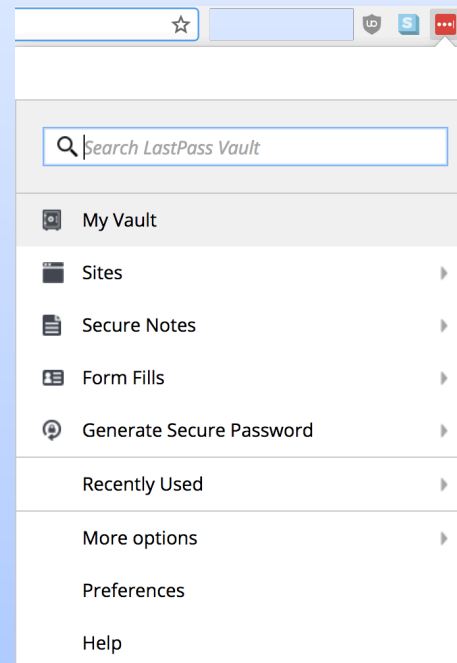 Search LastPass Vault
My Vault
Sites
Secure Notes
Form Fills
Generate Secure Password
Recently Used
More options
Preferences
Help